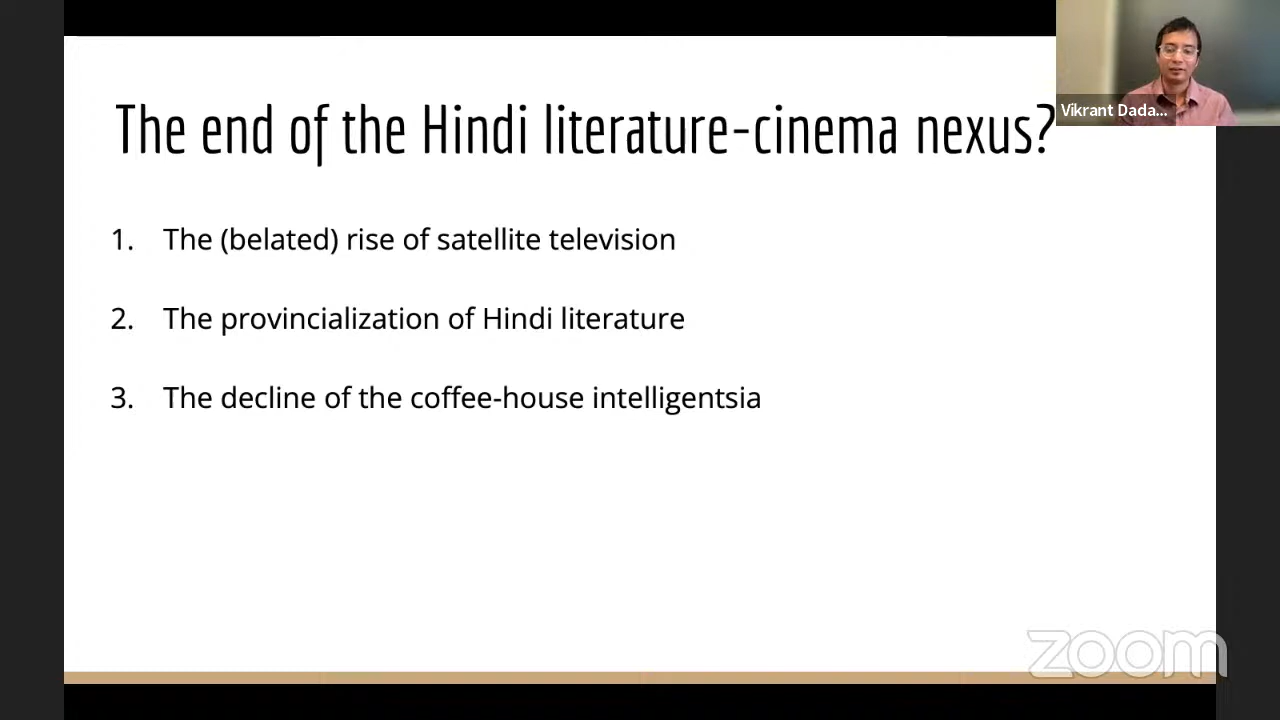 The end of the Hindi literature-cinema nexus?
Vikrant Dada...
1. The (belated) rise of satellite television
2. The provincialization of Hindi literature
3. The decline of the coffee-house intelligentsia
zoom